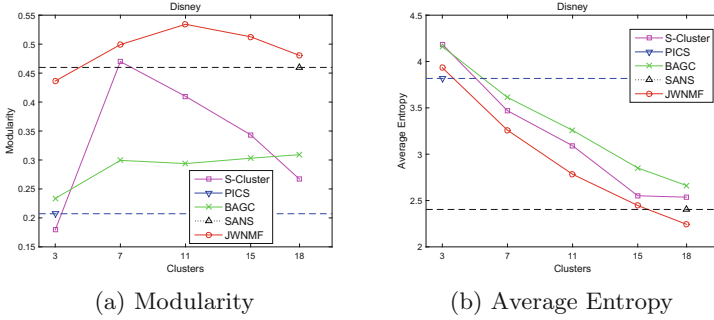 Disney
0.55
0.5
0.45
0.4
0.35
0.3
0.25
0.2
0.15
Modularity
S-Cluster
PICS
BAGC
SANS
JWNMF
3 7 11 15 18
Clusters
(a) Modularity
Disney
4.5
4
3.5
3
2.5
2
Average Entropy
S-Cluster
PICS
BAGC
SANS
JWNMF
3 7 11 15 18
Clusters
(b) Average Entropy